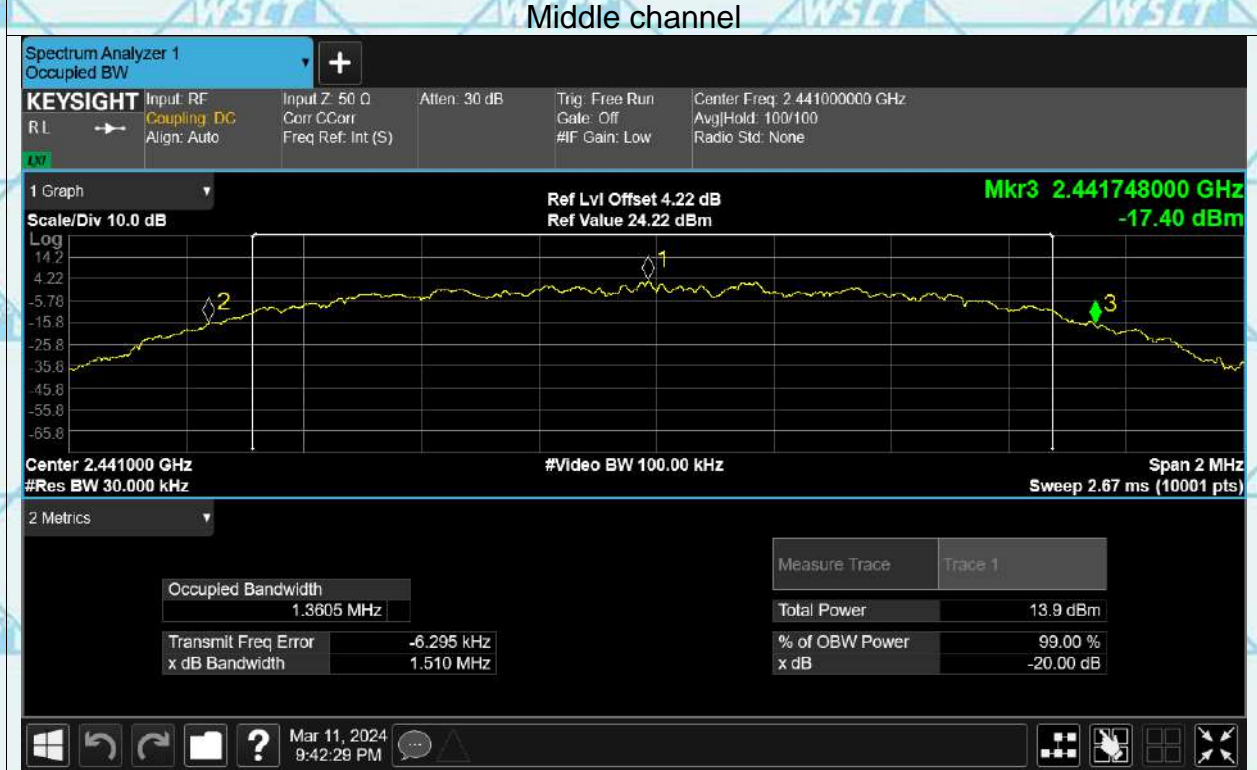 AWSCT AWSCT Middle channel AWSCT AWSCT
Spectrum Analyzer 1
Occupied BW
+
KEYSIGHT
RL
LXI
Input: RF
Coupling: DC
Align: Auto
Input Z: 50 Ω
Corr CCorr
Freq Ref: Int (S)
Atten: 30 dB
Trig: Free Run
Gate: Off
#IF Gain: Low
Center Freq: 2.441000000 GHz
Avg|Hold: 100/100
Radio Std: None
1 Graph
Scale/Div 10.0 dB
Ref Lvl Offset 4.22 dB
Ref Value 24.22 dBm
Mkr3 2.441748000 GHz
-17.40 dBm
Log
14.2
4.22
-5.78
-15.8
-25.8
-35.8
-45.8
-55.8
-65.8
1
2
3
Center 2.441000 GHz
#Res BW 30.000 kHz
#Video BW 100.00 kHz
Span 2 MHz
Sweep 2.67 ms (10001 pts)
2 Metrics
Measure Trace Trace 1
Occupied Bandwidth
1.3605 MHz
Total Power 13.9 dBm
Transmit Freq Error -6.295 kHz
% of OBW Power 99.00 %
x dB Bandwidth 1.510 MHz
x dB -20.00 dB
?
Mar 11, 2024
9:42:29 PM